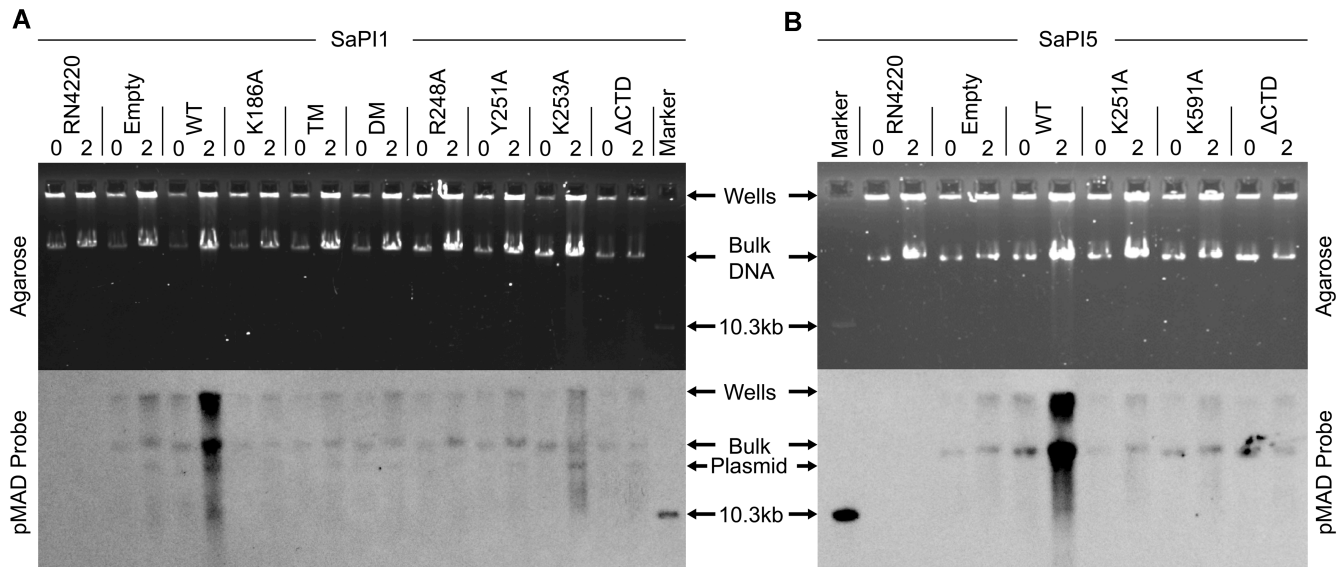 A
SaPI1
RN4220 Empty WT K186A TM DM R248A Y251A K253A ΔCTD Marker
0 2 0 2 0 2 0 2 0 2 0 2 0 2 0 2 0 2 0 2
B
SaPI5
Marker RN4220 Empty WT K251A K591A ΔCTD
0 2 0 2 0 2 0 2 0 2 0 2
Agarose
Wells
Bulk
DNA
10.3kb
Agarose
pMAD Probe
Wells
Bulk
Plasmid
10.3kb
pMAD Probe